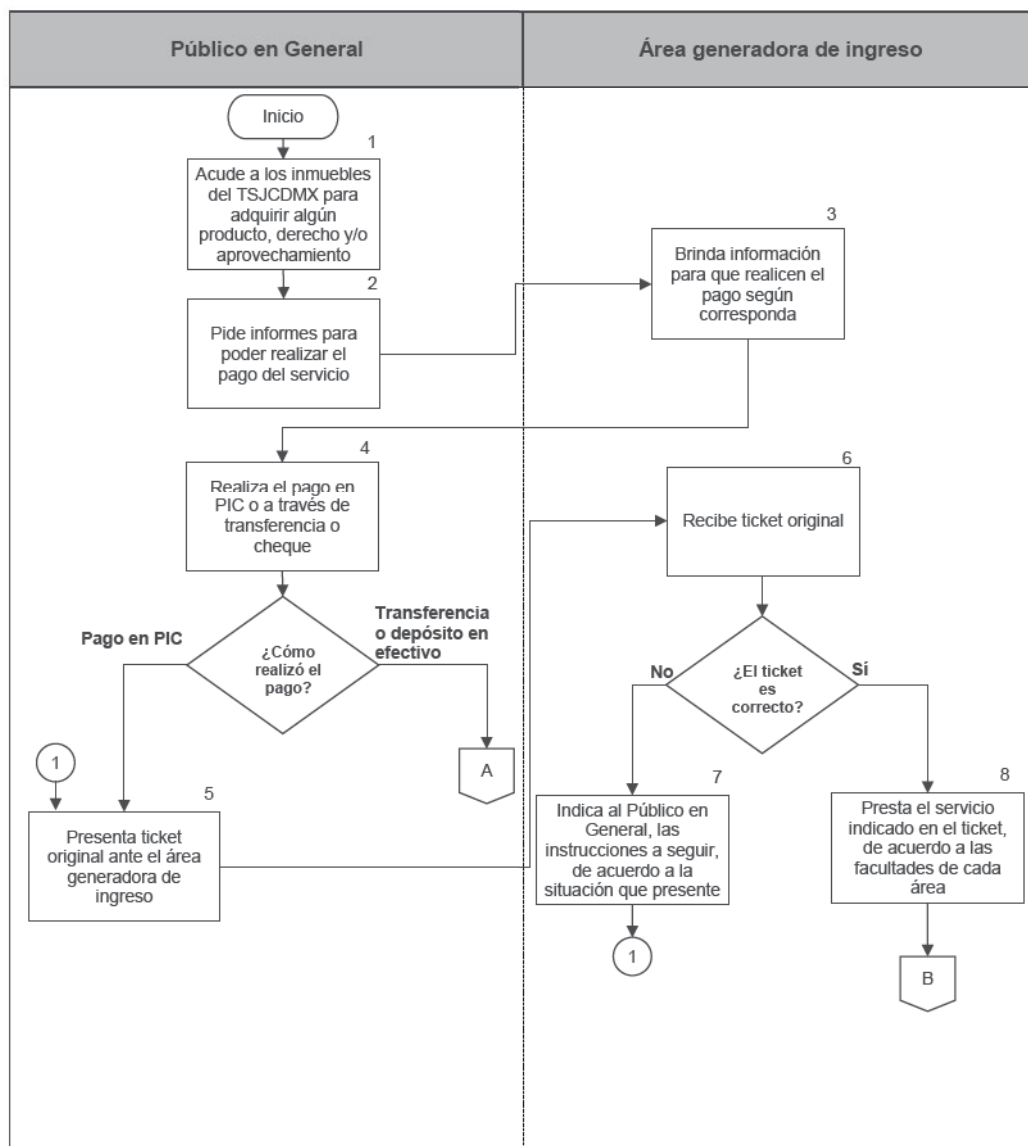 Público en General
Área generadora de ingreso
Inicio
1
Acude a los inmuebles
del TSJCDMX para
adquirir algún
producto, derecho y/o
aprovechamiento
2
Pide informes para
poder realizar el
pago del servicio
3
Brinda información
para que realicen el
pago según
corresponda
4
Realiza el pago en
PIC o a través de
transferencia o
cheque
¿Cómo
realizó el
pago?
Pago en PIC
Transferencia
o depósito en
efectivo
A
1
5
Presenta ticket
original ante el área
generadora de
ingreso
6
Recibe ticket original
¿El ticket
es
correcto?
No
Sí
7
Indica al Público en
General, las
instrucciones a seguir,
de acuerdo a la
situación que presente
1
8
Presta el servicio
indicado en el ticket,
de acuerdo a las
facultades de cada
área
B